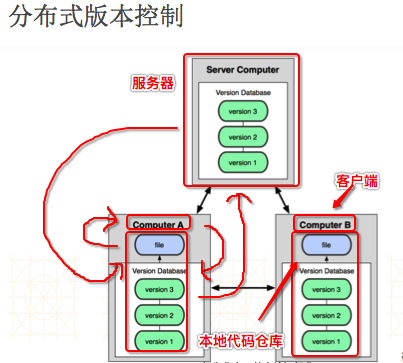 分布式版本控制
服务器
Server Computer
Version Database
version 3
version 2
version 1
客户端
Computer A
Computer B
file
file
Version Database
Version Database
version 3
version 3
version 2
version 2
本地代码仓库
version 1
version 1